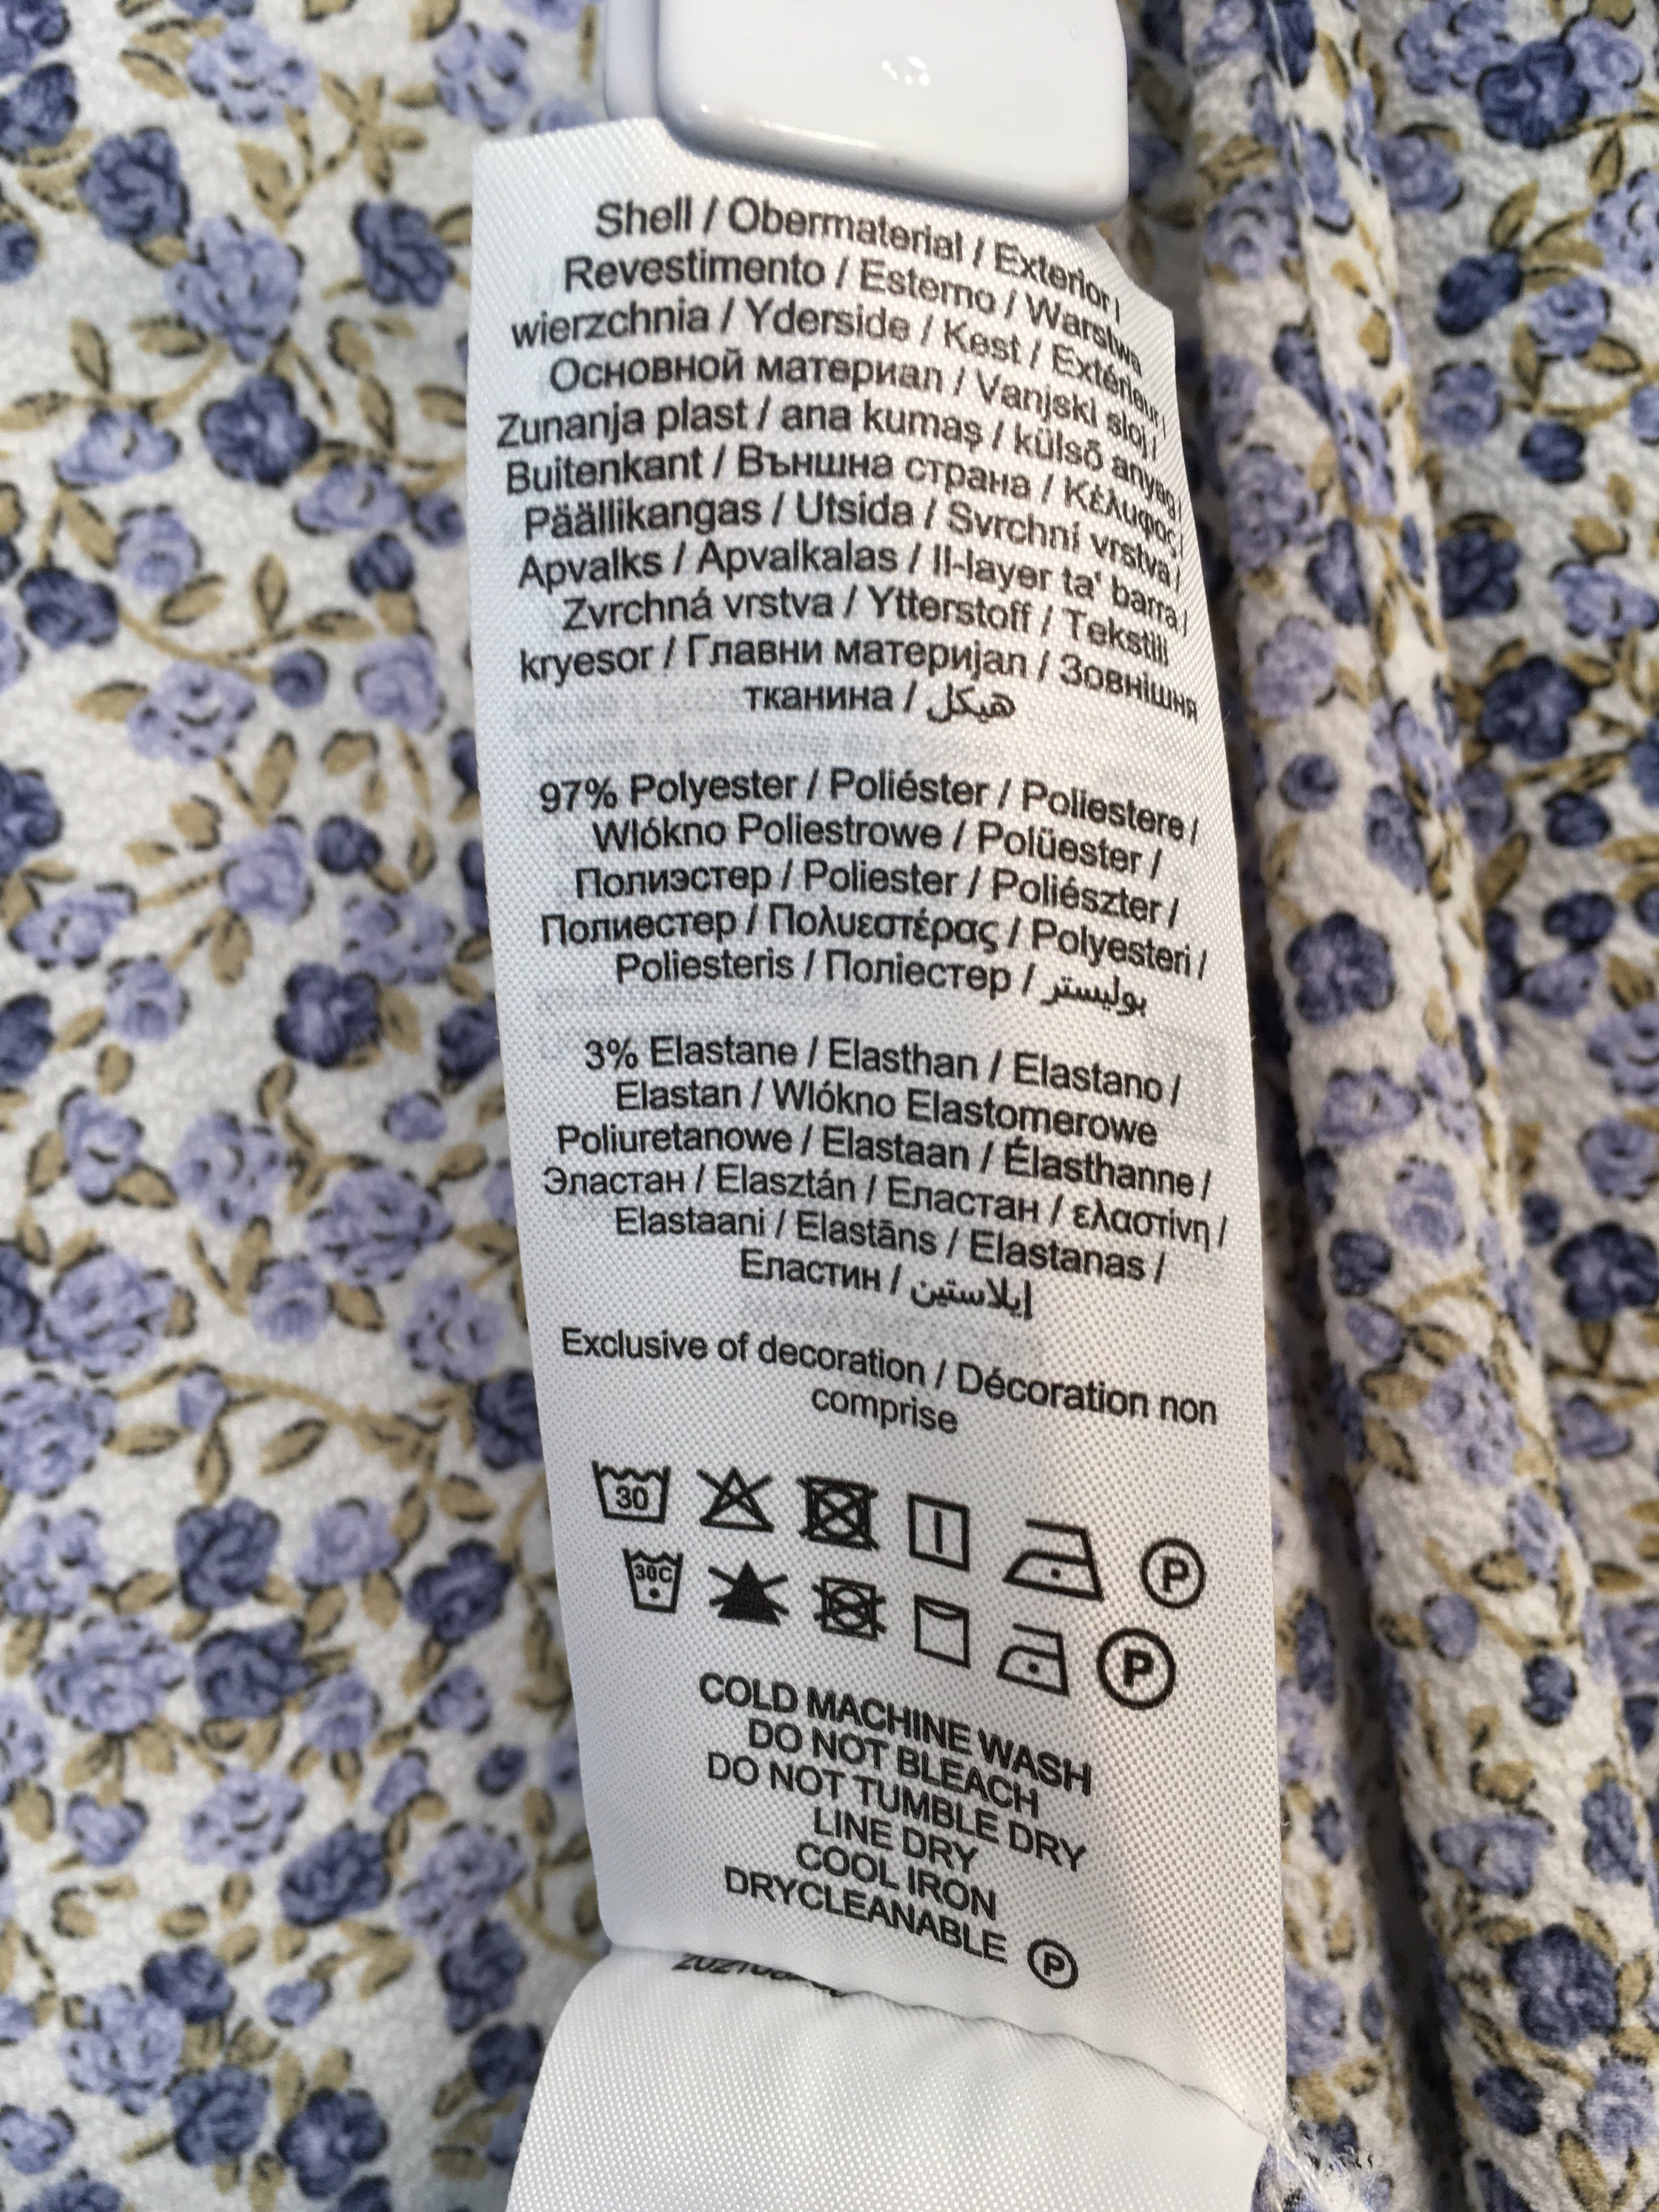 Shell / Obermaterial / Exterior /
Revestimento / Esterno / Warstwa
wierzchnia / Yderside / Kest / Extérieur /
Основной материал / Vanjski sloj /
Zunanja plast / ana kumaş / külső anyag /
Buitenkant / Външна страна / Κέλυφος /
Päällikangas / Utsida / Svrchní vrstva /
Apvalks / Apvalkalas / Il-layer ta' barra /
Zvrchná vrstva / Ytterstoff / Tekstili
kryesor / Главни материјал / Зовнішня
тканина / هيكل
97% Polyester / Poliéster / Poliestere /
Wlókno Poliestrowe / Polüester /
Полиэстер / Poliester / Poliészter /
Полиестер / Πολυεστέρας / Polyesteri /
Poliesteris / Поліестер / بوليستر
3% Elastane / Elasthan / Elastano /
Elastan / Wlókno Elastomerowe
Poliuretanowe / Elastaan / Élasthanne /
Эластан / Elasztán / Еластан / ελαστίνη /
Elastaani / Elastāns / Elastanas /
Еластин / إيلاستين
Exclusive of decoration / Décoration non
comprise
30 P
30C P
COLD MACHINE WASH
DO NOT BLEACH
DO NOT TUMBLE DRY
LINE DRY
COOL IRON
DRYCLEANABLE P